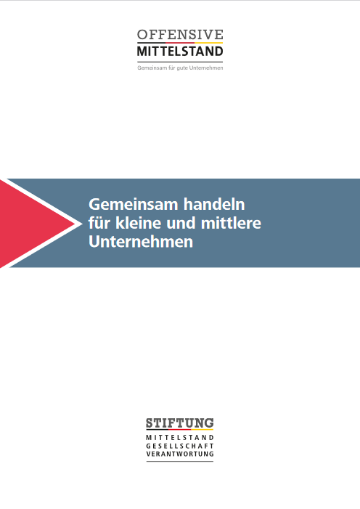 OFFENSIVE
MITTELSTAND
Gemeinsam für gute Unternehmen
Gemeinsam handeln
für kleine und mittlere
Unternehmen
STIFTUNG
MITTELSTAND
GESELLSCHAFT
VERANTWORTUNG